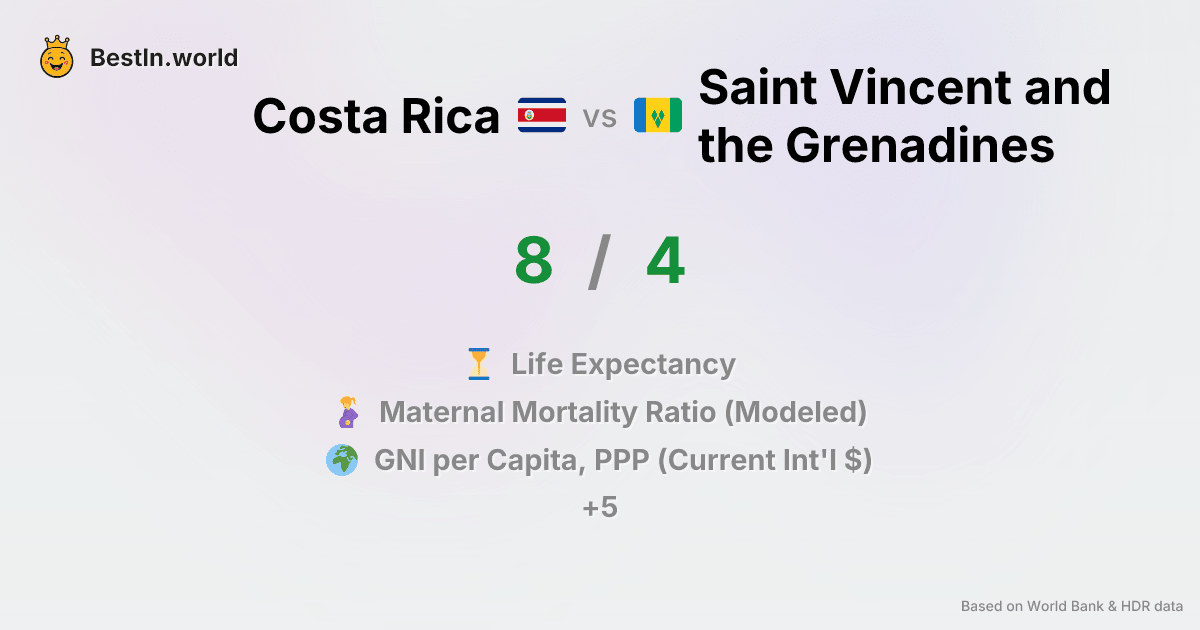 BestIn.world
Costa Rica vs Saint Vincent and
the Grenadines
8 / 4
Life Expectancy
Maternal Mortality Ratio (Modeled)
GNI per Capita, PPP (Current Int'l $)
+5
Based on World Bank & HDR data